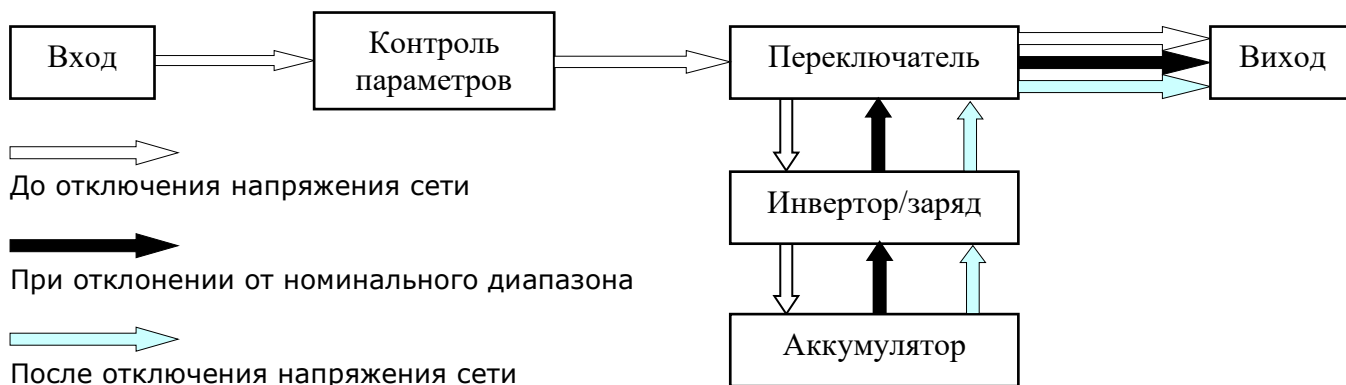 Вход
Контроль
параметров
Переключатель
Виход
До отключения напряжения сети
Инвертор/заряд
При отклонении от номинального диапазона
Аккумулятор
После отключения напряжения сети